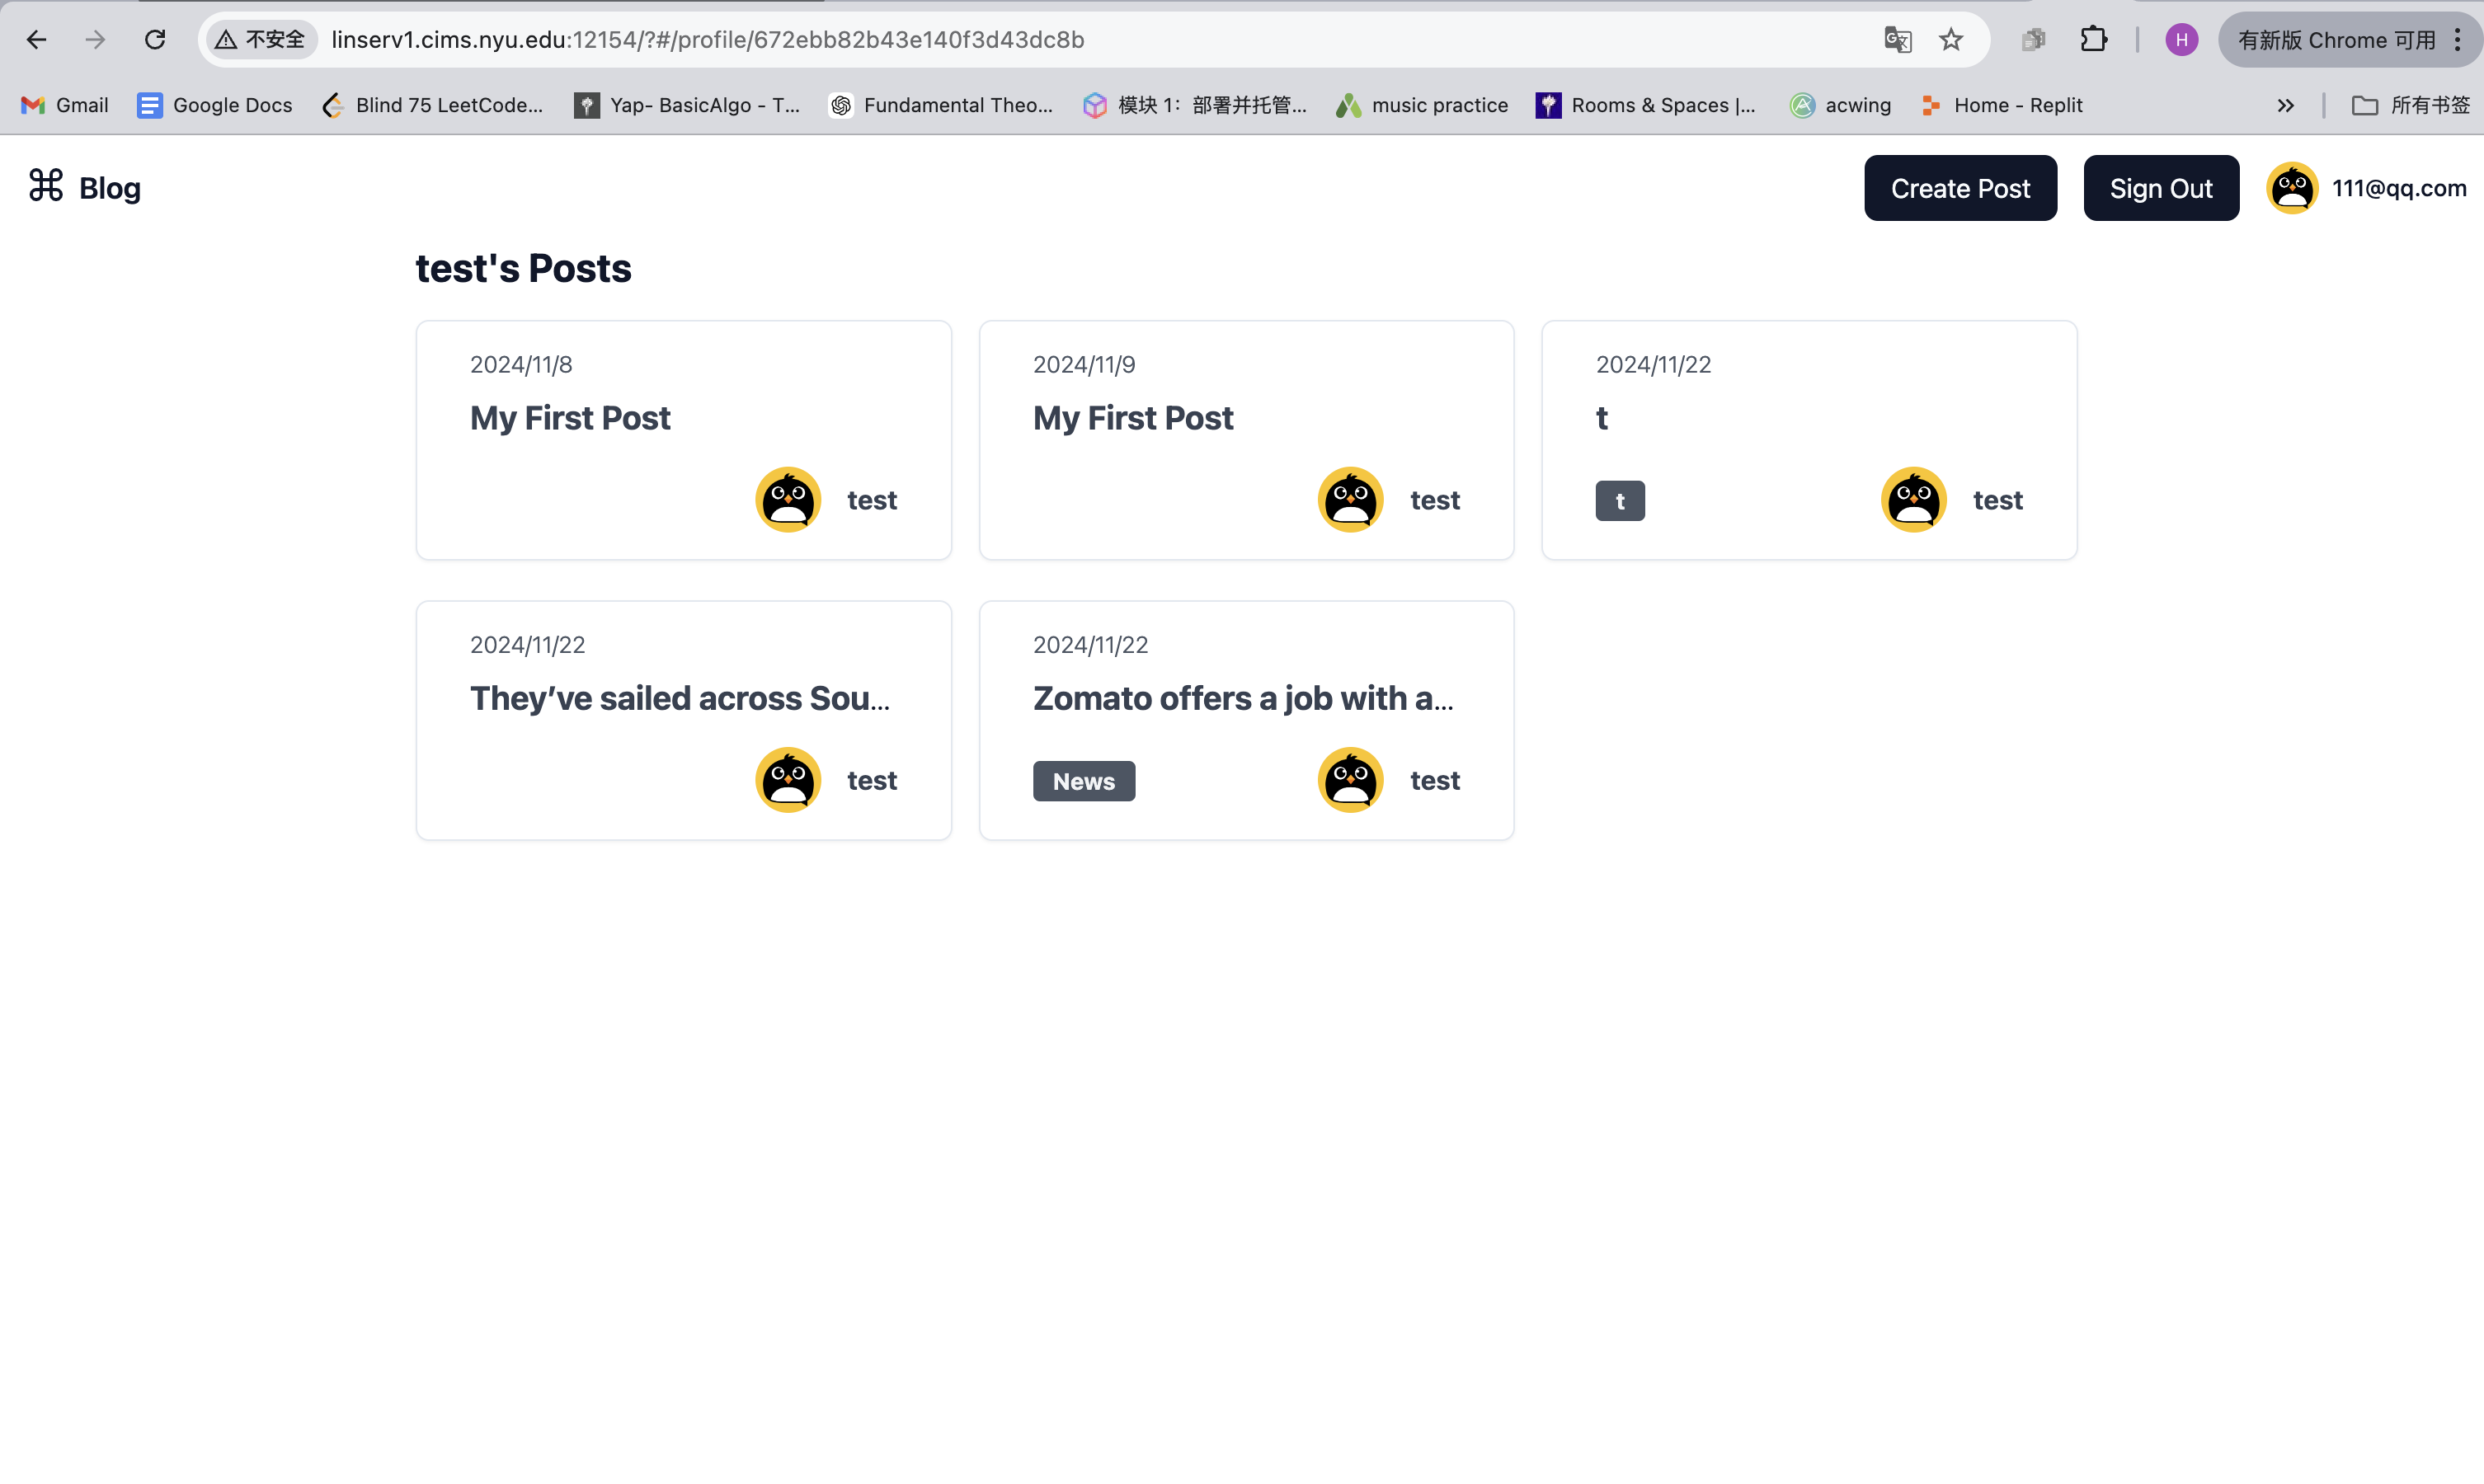 不安全 linserv1.cims.nyu.edu:12154/?#/profile/672ebb82b43e140f3d43dc8b H 有新版 Chrome 可用
Gmail Google Docs Blind 75 LeetCode... Yap- BasicAlgo - T... Fundamental Theo... 模块 1：部署并托管... music practice Rooms & Spaces |... acwing Home - Replit » 所有书签
⌘ Blog Create Post Sign Out 111@qq.com
test's Posts
2024/11/8
My First Post
test
2024/11/9
My First Post
test
2024/11/22
t
t test
2024/11/22
They’ve sailed across Sou...
test
2024/11/22
Zomato offers a job with a...
News test